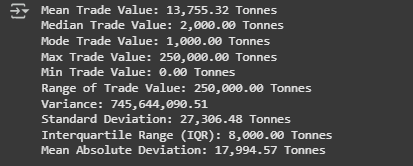 Mean Trade Value: 13,755.32 Tonnes
Median Trade Value: 2,000.00 Tonnes
Mode Trade Value: 1,000.00 Tonnes
Max Trade Value: 250,000.00 Tonnes
Min Trade Value: 0.00 Tonnes
Range of Trade Value: 250,000.00 Tonnes
Variance: 745,644,090.51
Standard Deviation: 27,306.48 Tonnes
Interquartile Range (IQR): 8,000.00 Tonnes
Mean Absolute Deviation: 17,994.57 Tonnes